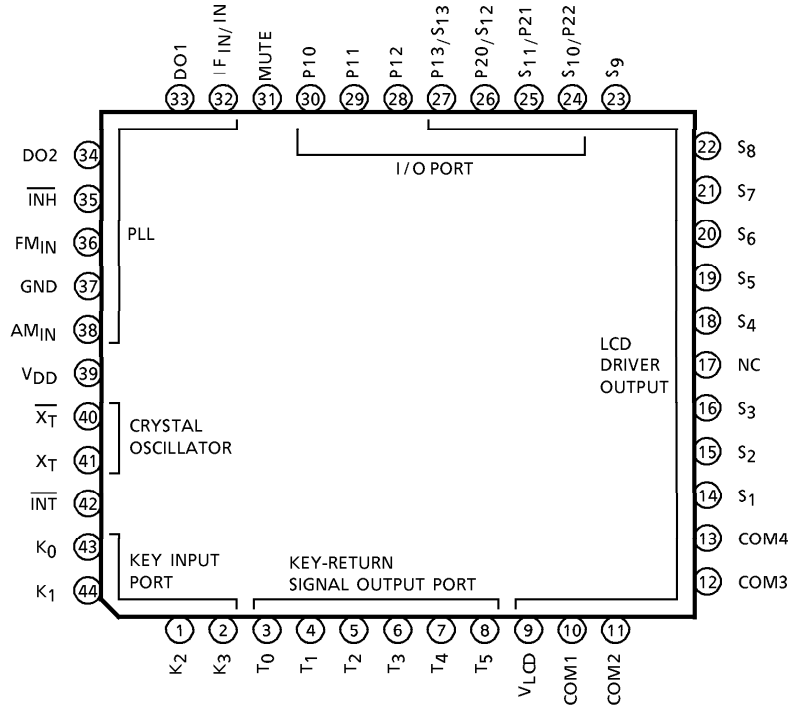 DO1
IFIN/IN
MUTE
P10
P11
P12
P13/S13
P20/S12
S11/P21
S10/P22
S9
33
32
31
30
29
28
27
26
25
24
23
DO2 34
INH 35
FMIN 36
GND 37
AMIN 38
VDD 39
XT 40
XT 41
INT 42
K0 43
K1 44
PLL
CRYSTAL
OSCILLATOR
KEY INPUT
PORT
KEY-RETURN
SIGNAL OUTPUT PORT
I/O PORT
LCD
DRIVER
OUTPUT
22 S8
21 S7
20 S6
19 S5
18 S4
17 NC
16 S3
15 S2
14 S1
13 COM4
12 COM3
1
2
3
4
5
6
7
8
9
10
11
K2
K3
T0
T1
T2
T3
T4
T5
VLCD
COM1
COM2